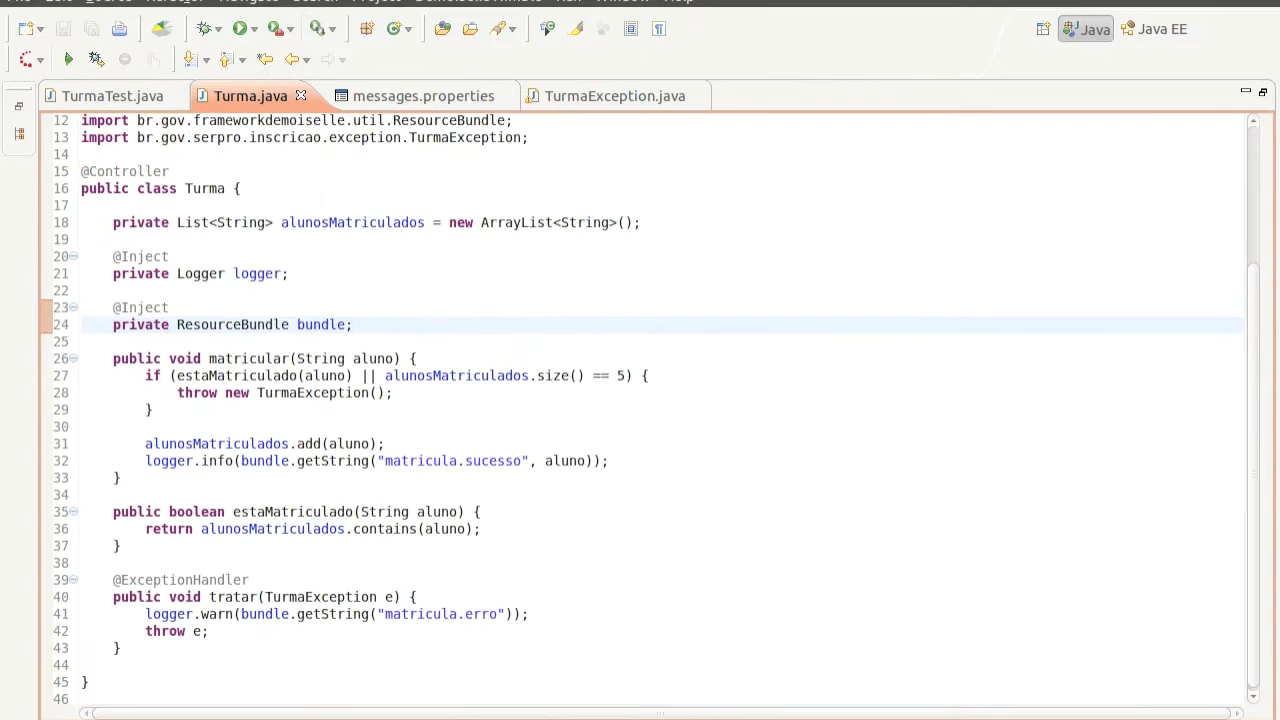 Java
Java EE
TurmaTest.java
Turma.java
messages.properties
TurmaException.java
12 import br.gov.frameworkdemoiselle.util.ResourceBundle;
13 import br.gov.serpro.inscricao.exception.TurmaException;
14
15 @Controller
16 public class Turma {
17
18 private List<String> alunosMatriculados = new ArrayList<String>();
19
20 @Inject
21 private Logger logger;
22
23 @Inject
24 private ResourceBundle bundle;
25
26 public void matricular(String aluno) {
27 if (estaMatriculado(aluno) || alunosMatriculados.size() == 5) {
28 throw new TurmaException();
29 }
30
31 alunosMatriculados.add(aluno);
32 logger.info(bundle.getString("matricula.sucesso", aluno));
33 }
34
35 public boolean estaMatriculado(String aluno) {
36 return alunosMatriculados.contains(aluno);
37 }
38
39 @ExceptionHandler
40 public void tratar(TurmaException e) {
41 logger.warn(bundle.getString("matricula.erro"));
42 throw e;
43 }
44
45 }
46